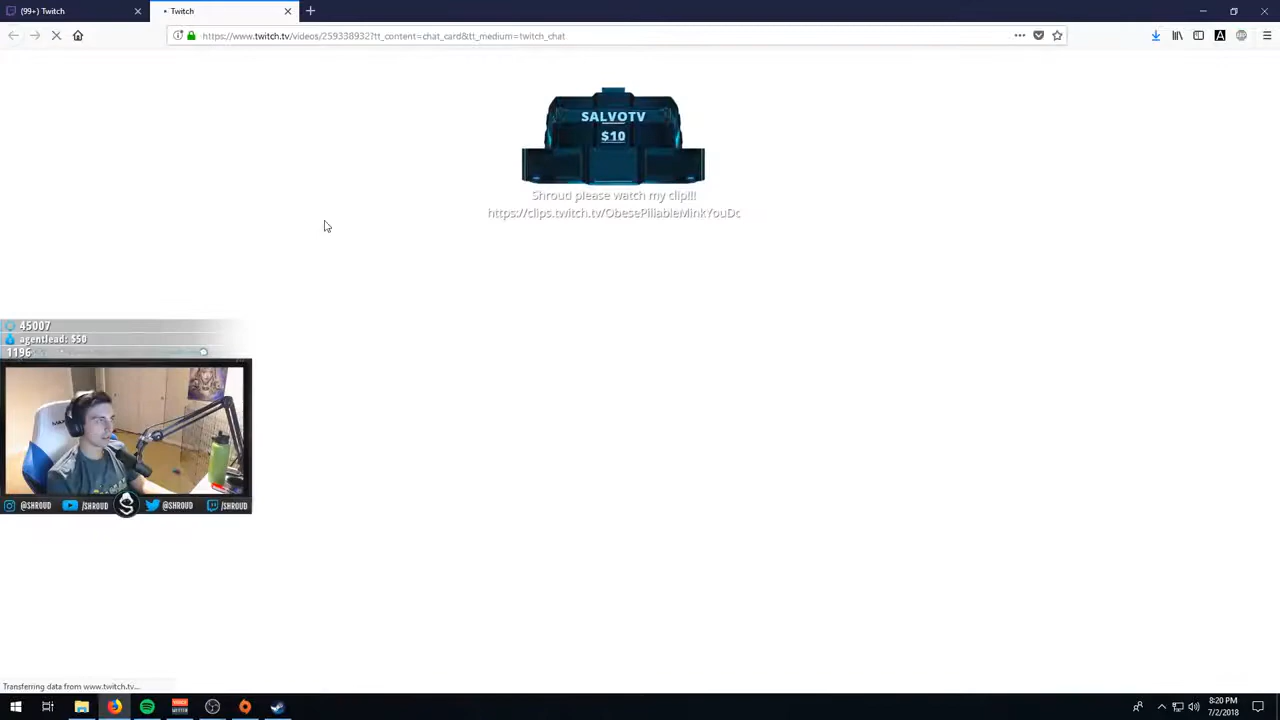 (99+) Twitch
Twitch
https://www.twitch.tv/videos/259338932?tt_content=chat_card&tt_medium=twitch_chat
SALVOTV
$10
Shroud please watch my clip!!!
https://clips.twitch.tv/ObesePliableMinkYouDc
45007
agentlead: $50
1196
@SHROUD
/SHROUD
@SHROUD
/SHROUD
Transferring data from www.twitch.tv...
8:20 PM
7/2/2018